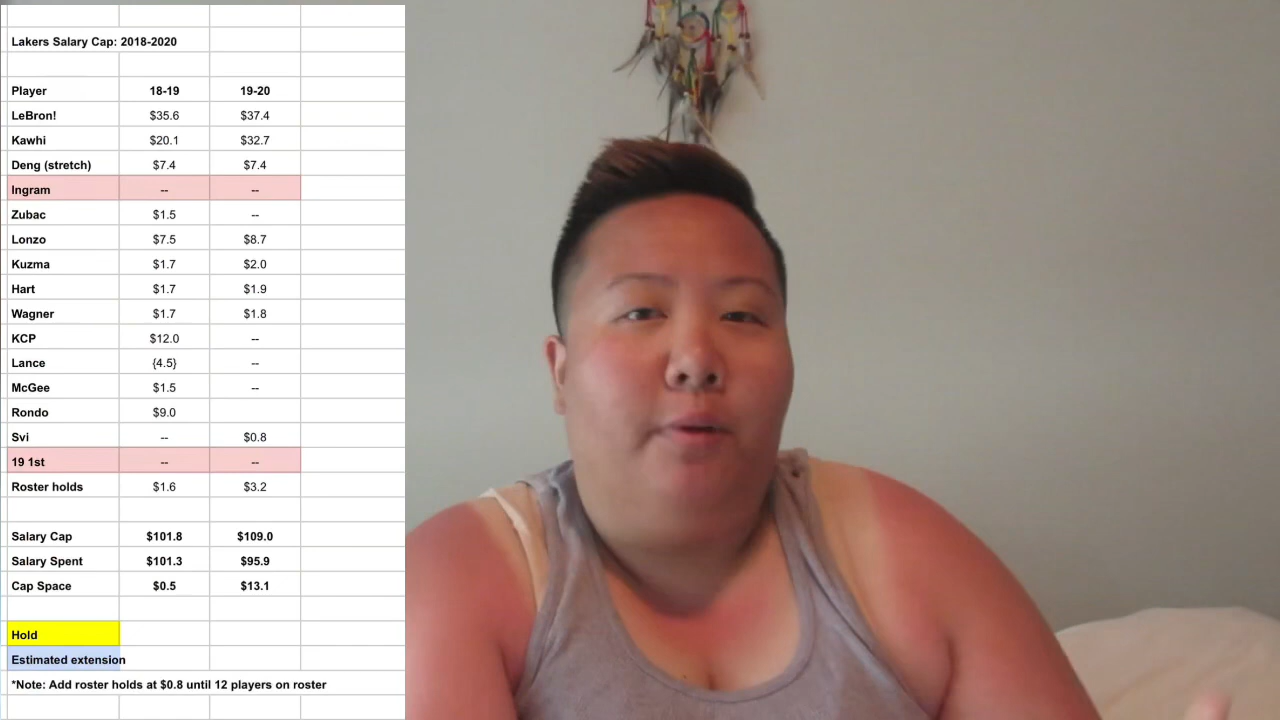 Lakers Salary Cap: 2018-2020
Player 18-19 19-20
LeBron! $35.6 $37.4
Kawhi $20.1 $32.7
Deng (stretch) $7.4 $7.4
Ingram -- --
Zubac $1.5 --
Lonzo $7.5 $8.7
Kuzma $1.7 $2.0
Hart $1.7 $1.9
Wagner $1.7 $1.8
KCP $12.0 --
Lance {4.5} --
McGee $1.5 --
Rondo $9.0
Svi -- $0.8
19 1st -- --
Roster holds $1.6 $3.2
Salary Cap $101.8 $109.0
Salary Spent $101.3 $95.9
Cap Space $0.5 $13.1
Hold
Estimated extension
*Note: Add roster holds at $0.8 until 12 players on roster